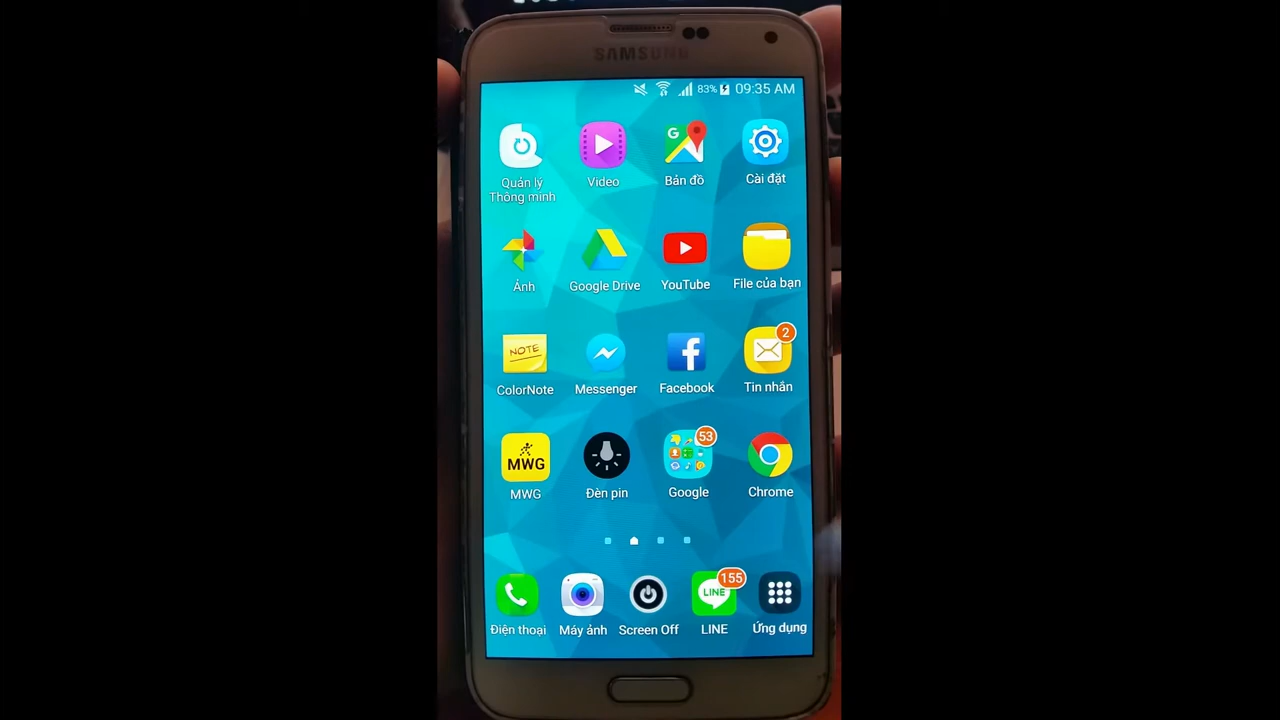 SAMSUNG
83% 09:35 AM
Quản lý
Thông minh
Video
G
Bản đồ
Cài đặt
Ảnh
Google Drive
YouTube
File của bạn
NOTE
ColorNote
Messenger
Facebook
2
Tin nhắn
MWG
MWG
Đèn pin
53
Google
Chrome
Điện thoại
Máy ảnh
Screen Off
LINE
155
LINE
Ứng dụng